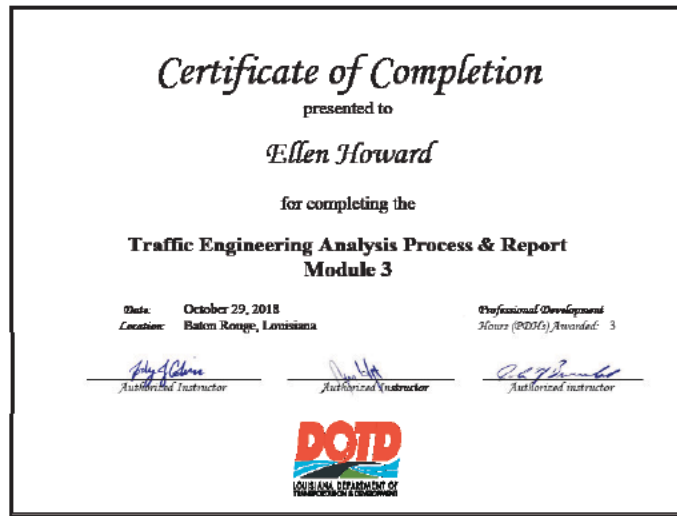 Certificate of Completion
presented to
Ellen Howard
for completing the
Traffic Engineering Analysis Process & Report
Module 3
Date: October 29, 2018
Location: Baton Rouge, Louisiana
Professional Development
Hours (PDHs) Awarded: 3
Authorized Instructor
Authorized Instructor
Authorized instructor
DOTD
LOUISIANA DEPARTMENT OF
TRANSPORTATION & DEVELOPMENT